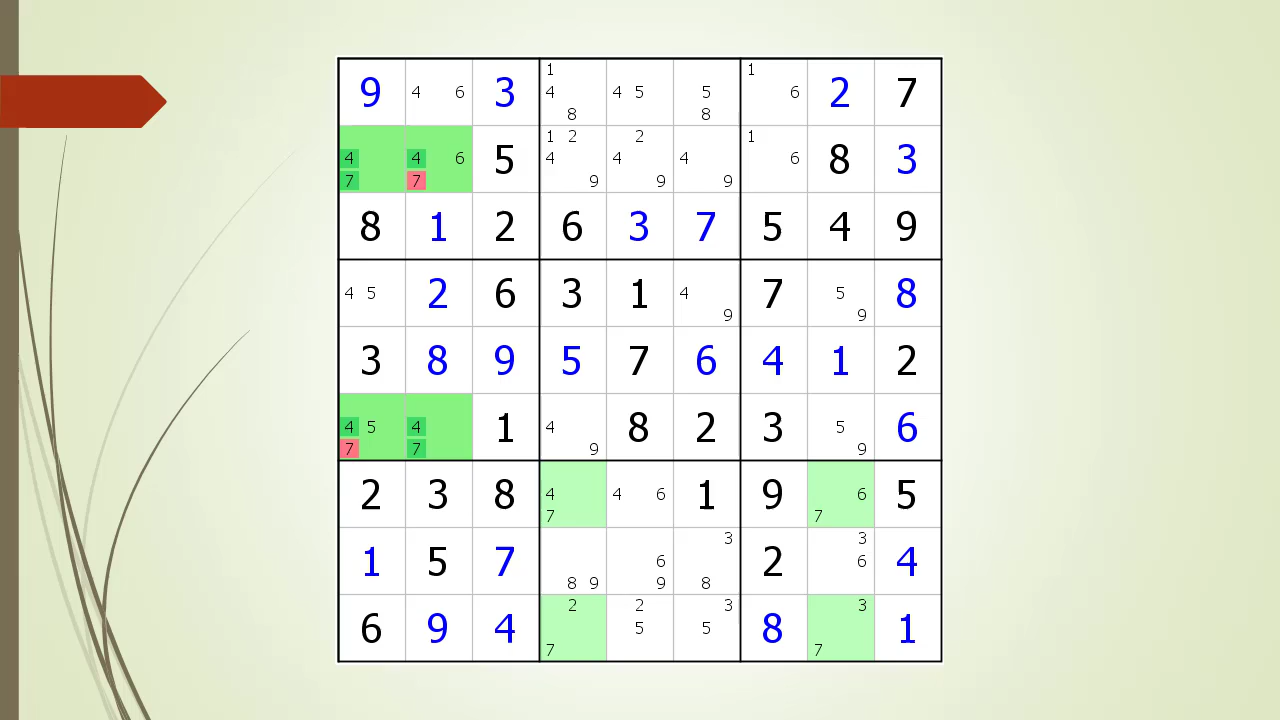 9 4 6 3 1 4 8 4 5 5 8 1 6 2 7
4 7 4 6 7 5 1 2 4 9 2 4 9 4 9 1 6 8 3
8 1 2 6 3 7 5 4 9
4 5 2 6 3 1 4 9 7 5 9 8
3 8 9 5 7 6 4 1 2
4 5 7 4 7 1 4 9 8 2 3 5 9 6
2 3 8 4 7 4 6 1 9 6 7 5
1 5 7 8 9 6 9 3 8 2 3 6 4
6 9 4 2 7 2 5 3 5 8 3 7 1